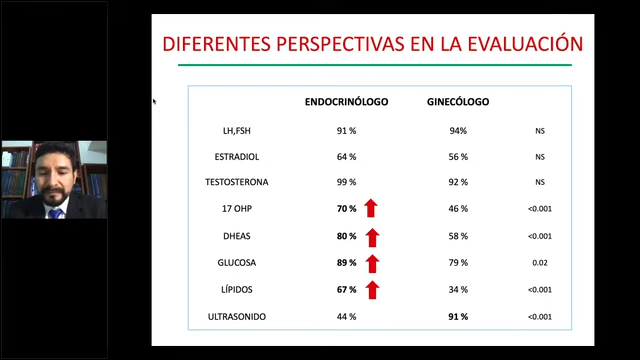 DIFERENTES PERSPECTIVAS EN LA EVALUACIÓN
ENDOCRINÓLOGO GINECÓLOGO
LH,FSH 91 % 94% NS
ESTRADIOL 64 % 56 % NS
TESTOSTERONA 99 % 92 % NS
17 OHP 70 % 46 % <0.001
DHEAS 80 % 58 % <0.001
GLUCOSA 89 % 79 % 0.02
LÍPIDOS 67 % 34 % <0.001
ULTRASONIDO 44 % 91 % <0.001